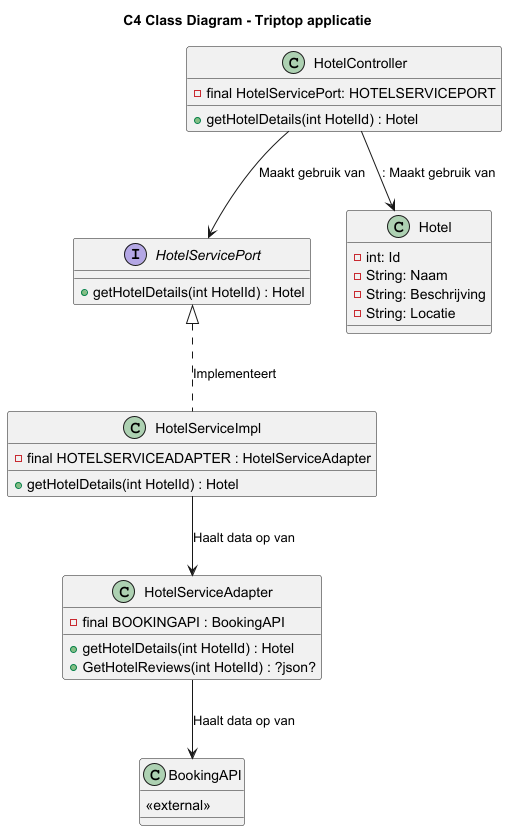 C4 Class Diagram - Triptop applicatie
C HotelController
final HotelServicePort: HOTELSERVICEPORT
getHotelDetails(int HotelId) : Hotel
Maakt gebruik van
: Maakt gebruik van
I HotelServicePort
getHotelDetails(int HotelId) : Hotel
C Hotel
int: Id
String: Naam
String: Beschrijving
String: Locatie
Implementeert
C HotelServiceImpl
final HOTELSERVICEADAPTER : HotelServiceAdapter
getHotelDetails(int HotelId) : Hotel
Haalt data op van
C HotelServiceAdapter
final BOOKINGAPI : BookingAPI
getHotelDetails(int HotelId) : Hotel
GetHotelReviews(int HotelId) : ?json?
Haalt data op van
C BookingAPI
«external»